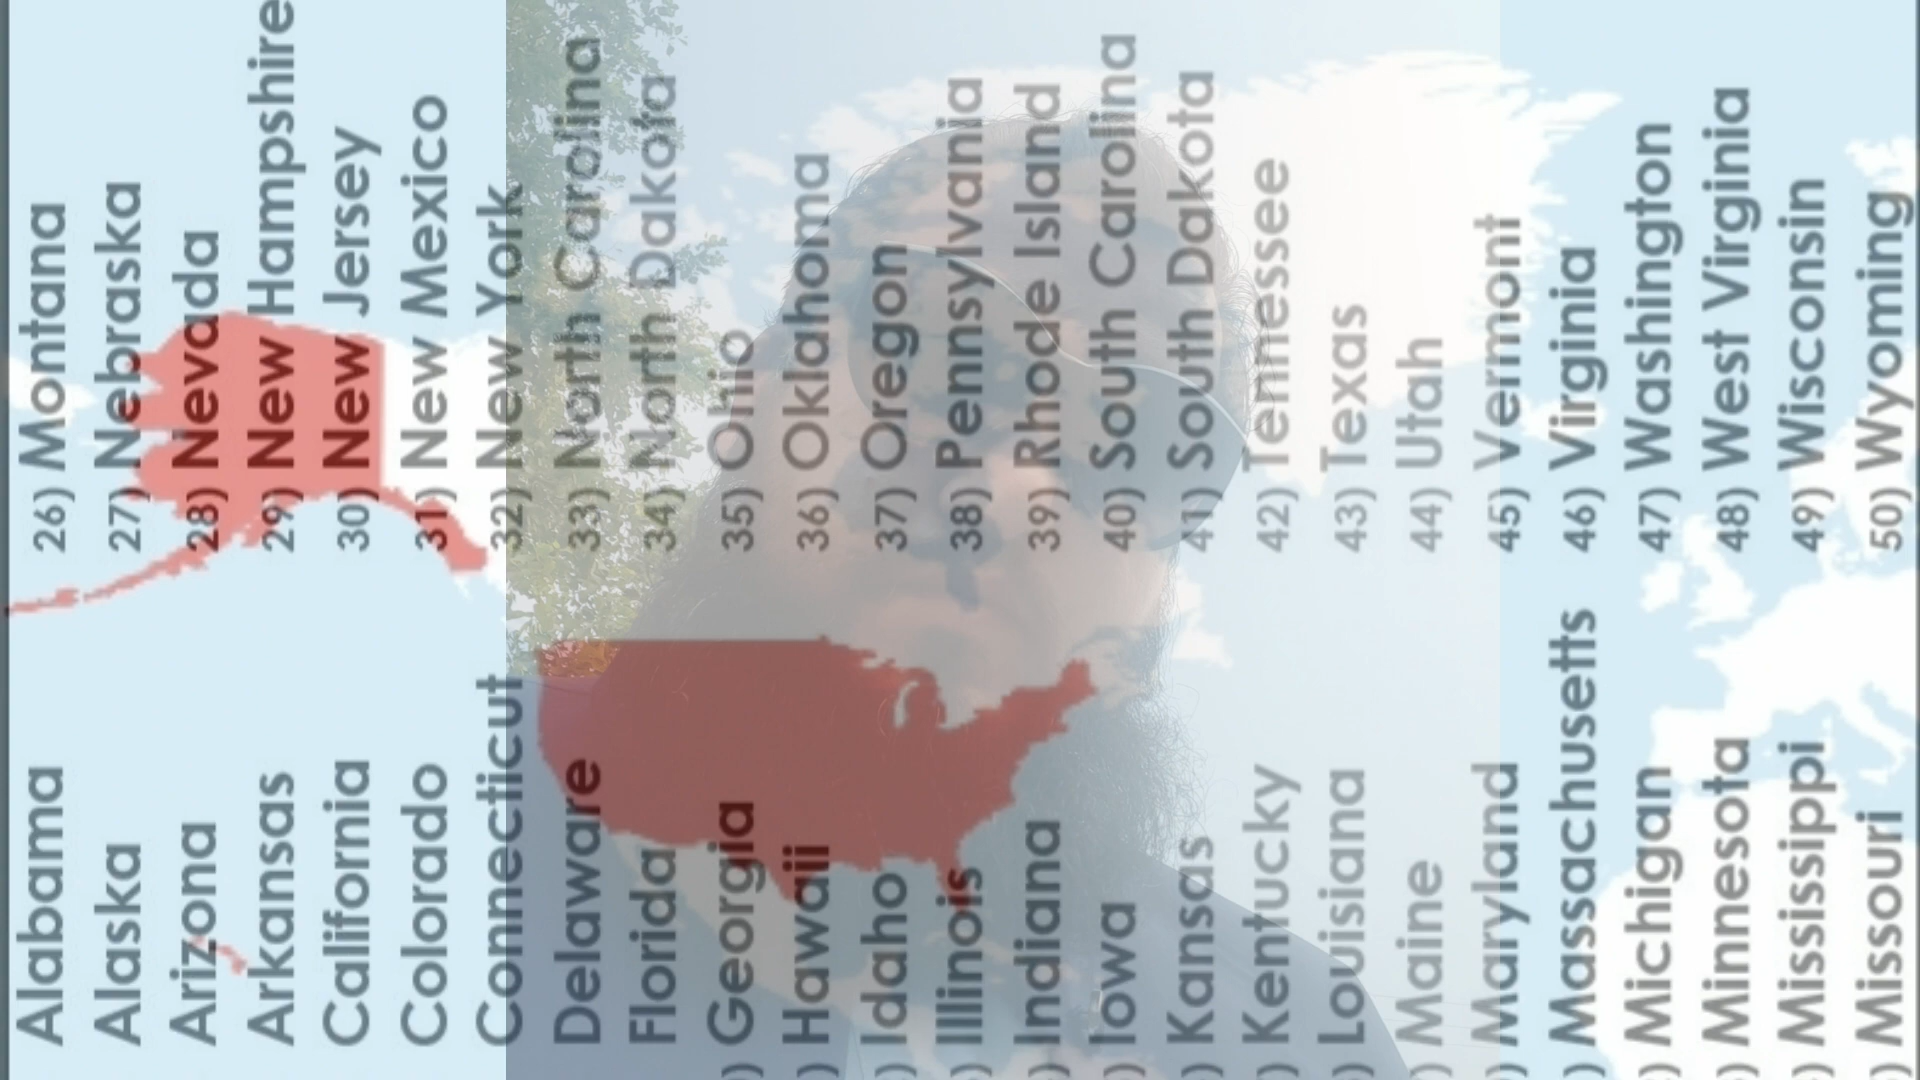 Alabama
Alaska
Arizona
Arkansas
California
Colorado
Connecticut
Delaware
Florida
) Georgia
) Hawaii
) Idaho
) Illinois
) Indiana
) Iowa
) Kansas
) Kentucky
) Louisiana
) Maine
) Maryland
) Massachusetts
) Michigan
) Minnesota
) Mississippi
) Missouri
26) Montana
27) Nebraska
28) Nevada
29) New Hampshire
30) New Jersey
31) New Mexico
32) New York
33) North Carolina
34) North Dakota
35) Ohio
36) Oklahoma
37) Oregon
38) Pennsylvania
39) Rhode Island
40) South Carolina
41) South Dakota
42) Tennessee
43) Texas
44) Utah
45) Vermont
46) Virginia
47) Washington
48) West Virginia
49) Wisconsin
50) Wyoming